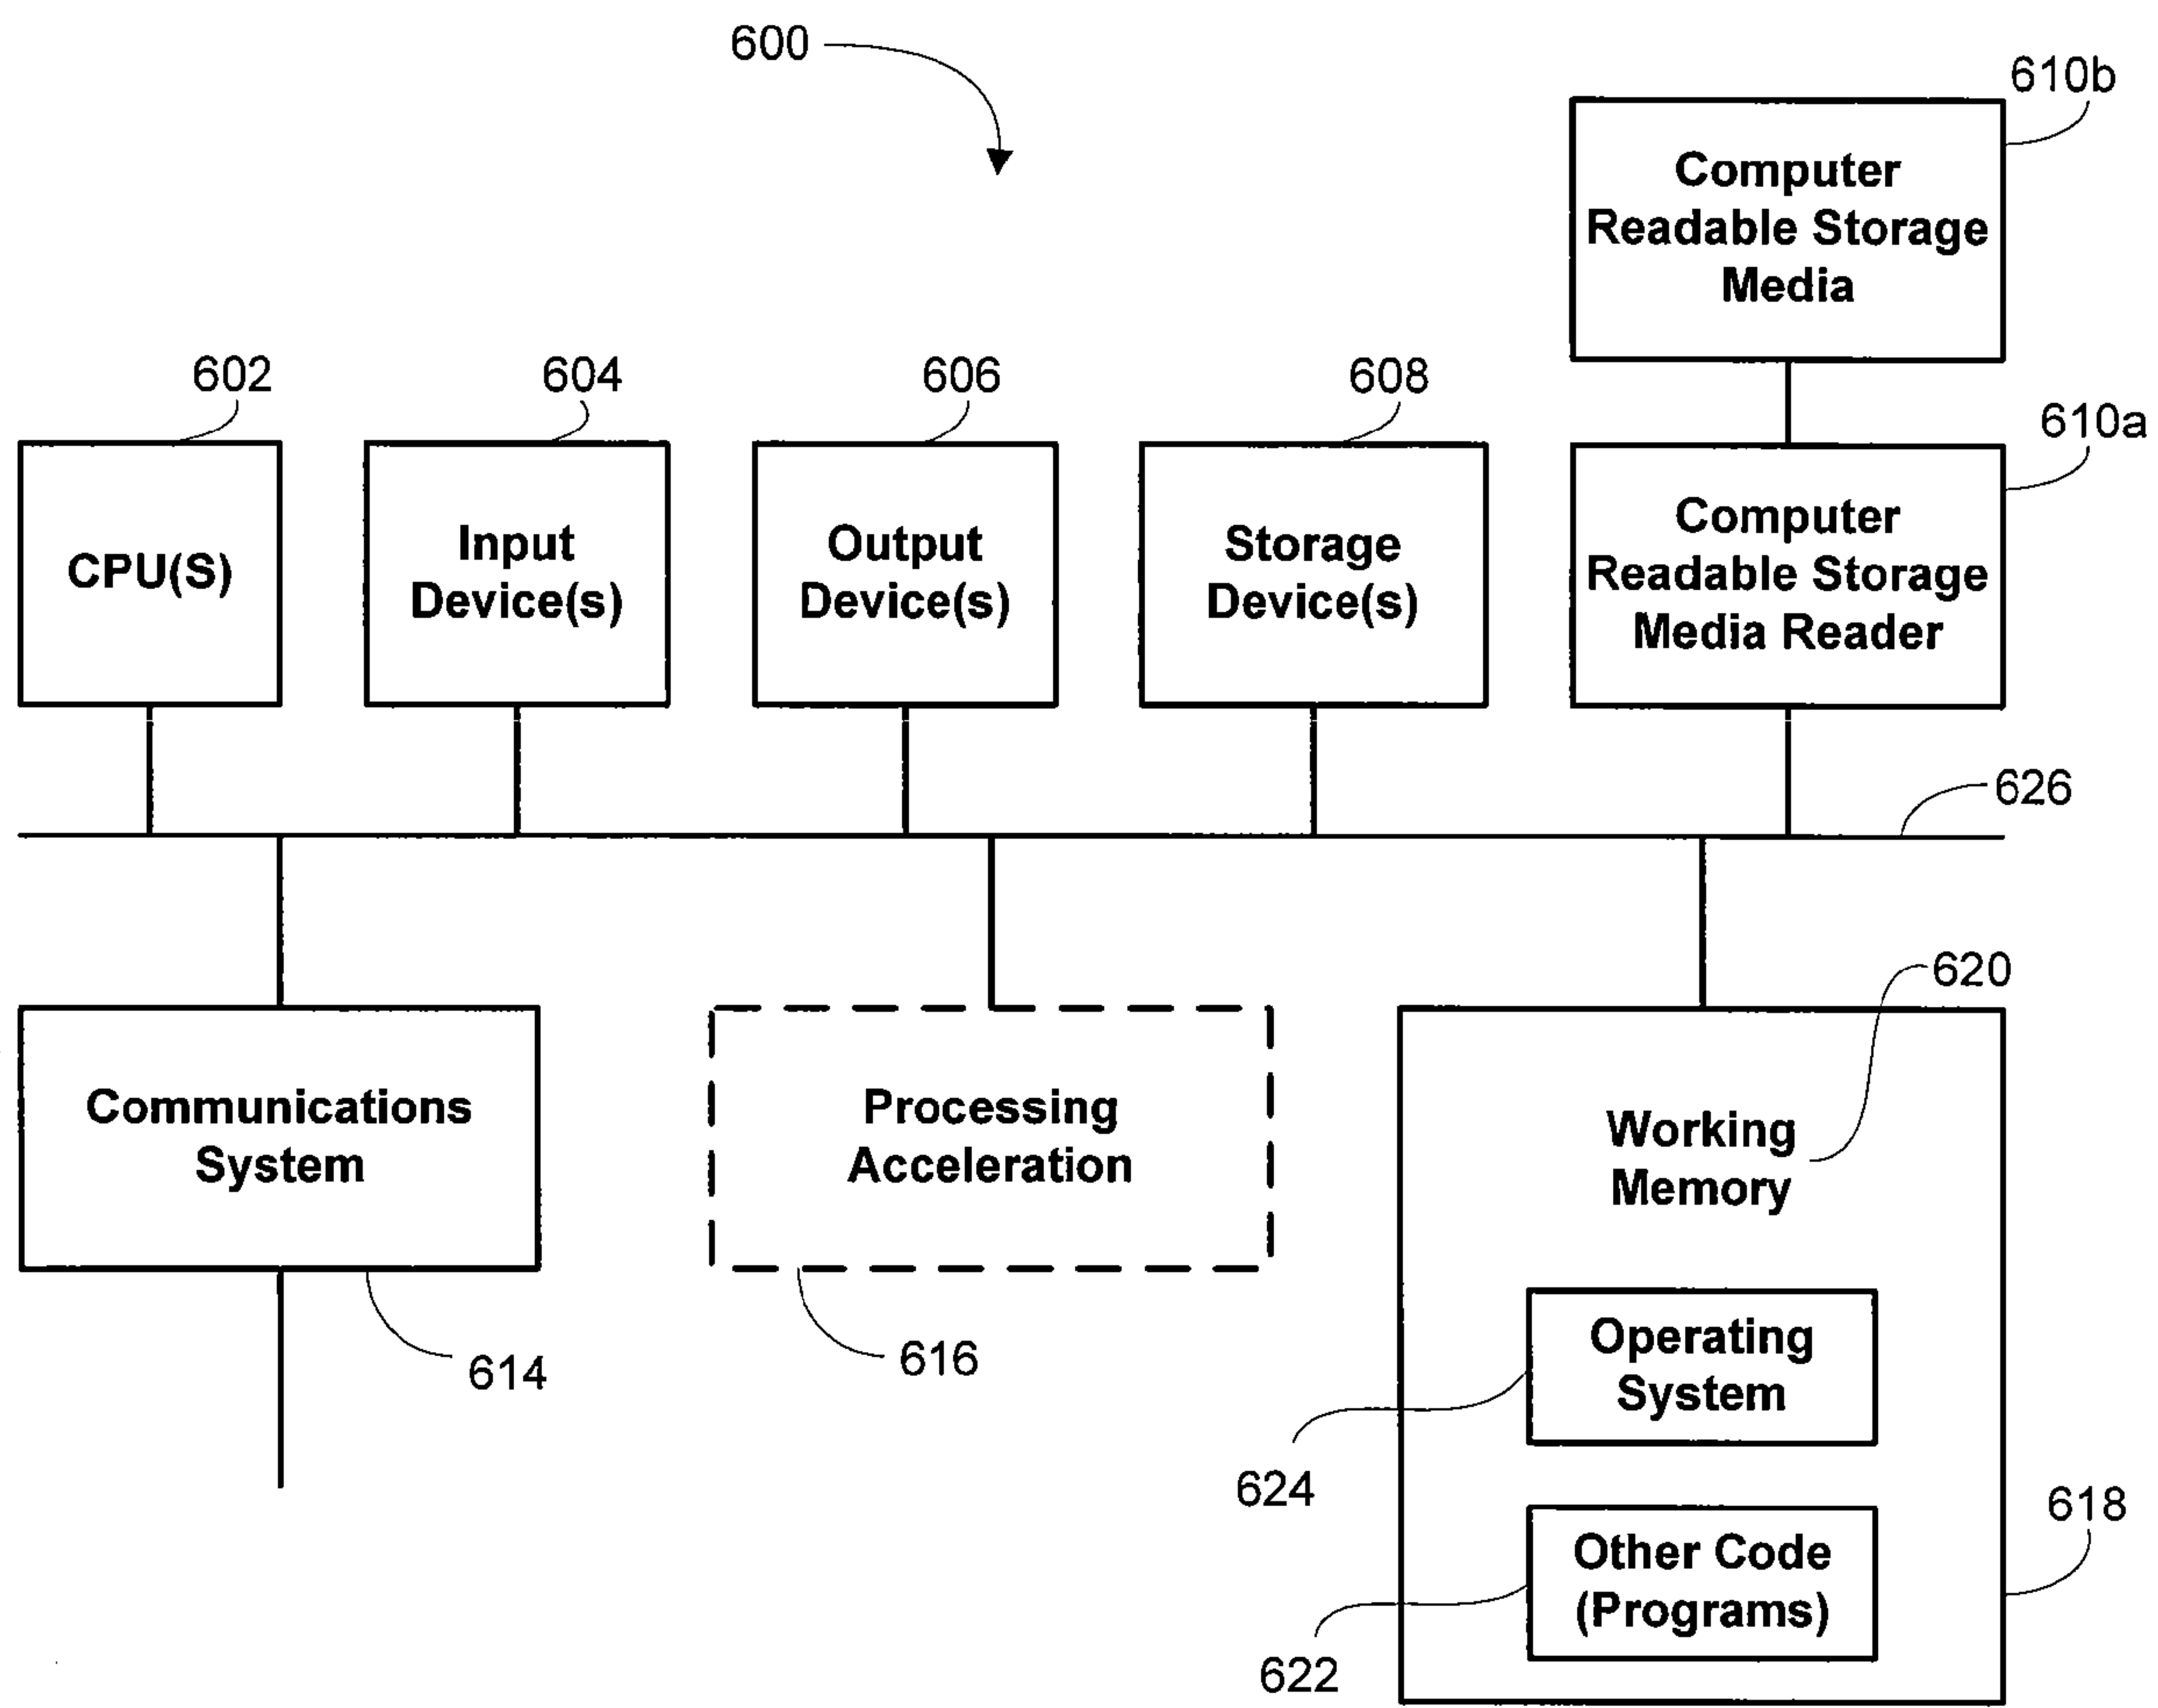 600
610b
Computer
Readable Storage
Media
602
604
606
608
610a
CPU(S)
Input
Device(s)
Output
Device(s)
Storage
Device(s)
Computer
Readable Storage
Media Reader
626
620
Communications
System
Processing
Acceleration
Working
Memory
614
616
Operating
System
624
618
Other Code
(Programs)
622